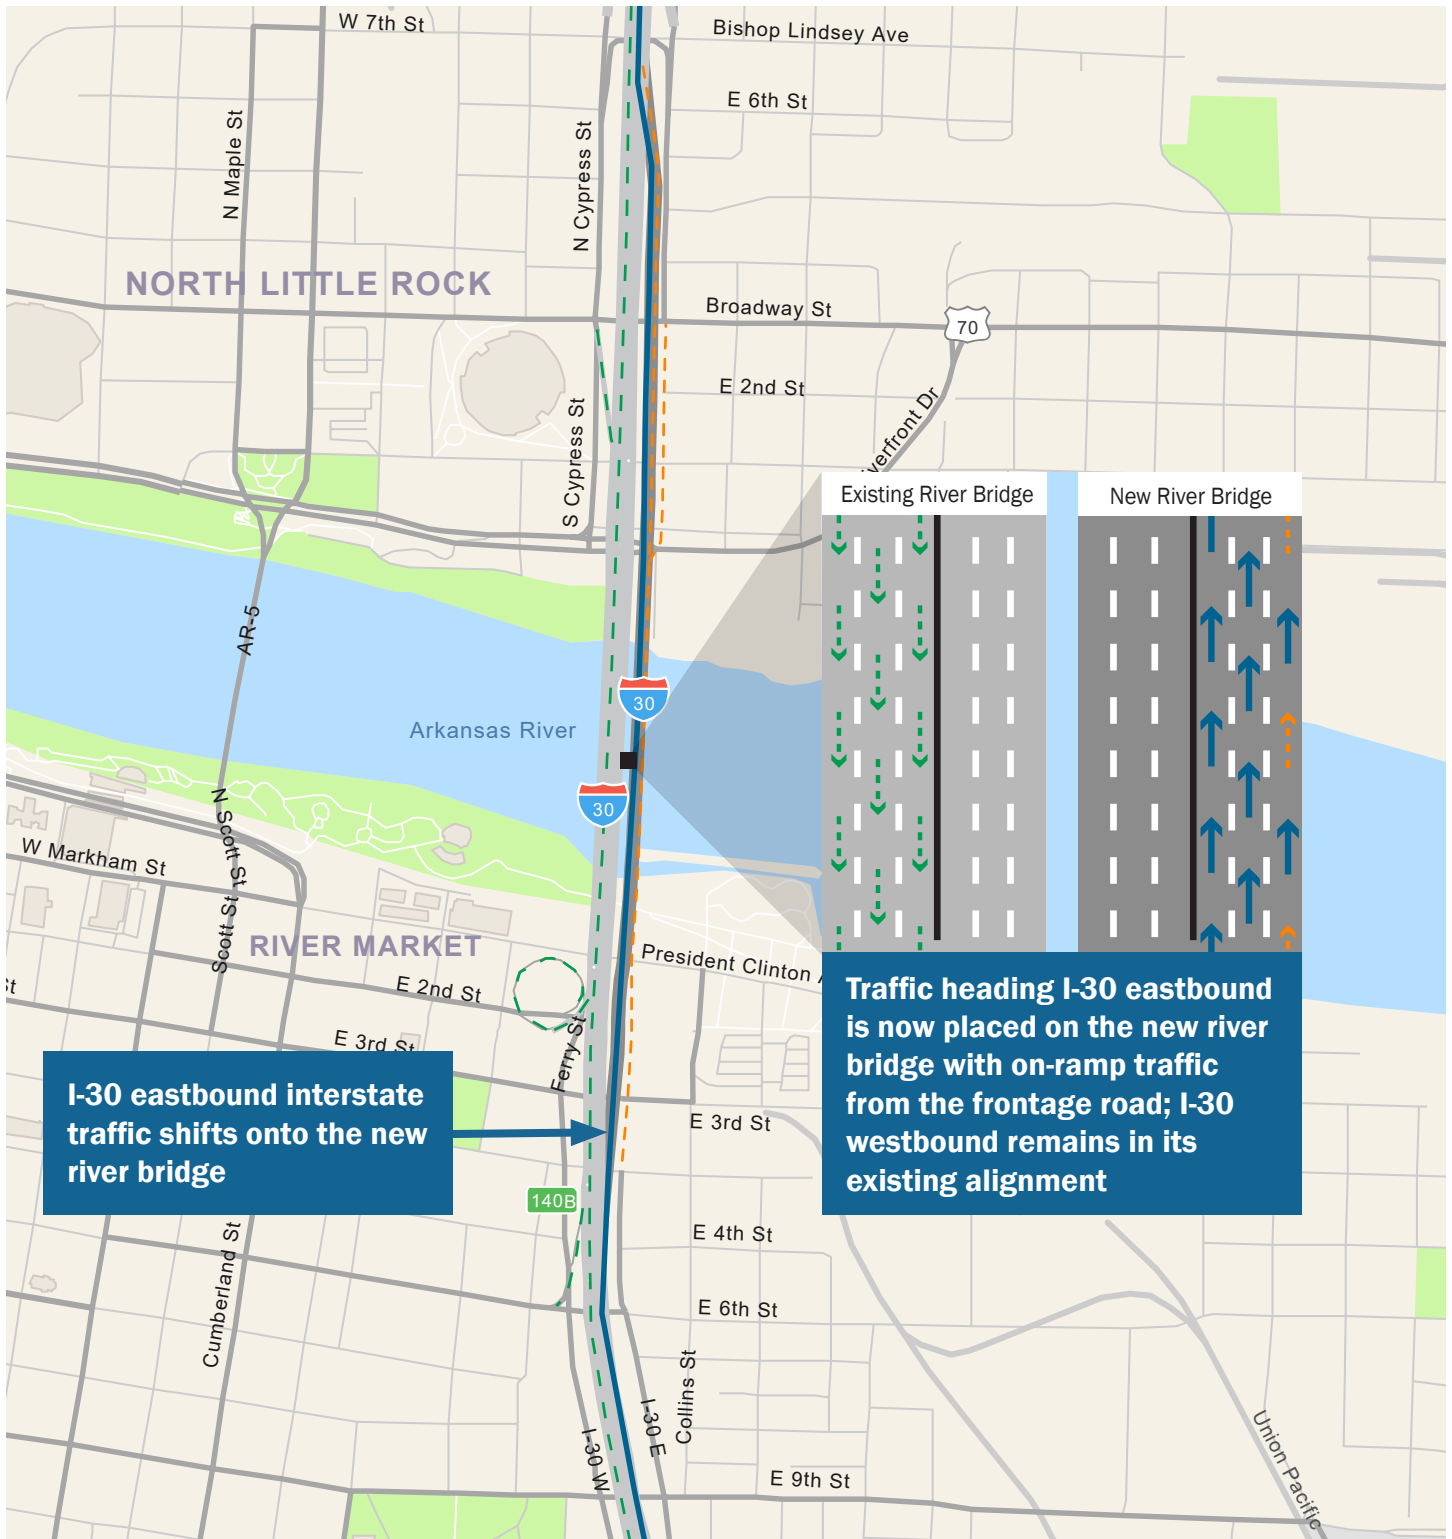 W 7th St
Bishop Lindsey Ave
E 6th St
N Maple St
N Cypress St
NORTH LITTLE ROCK
Broadway St
70
E 2nd St
S Cypress St
verfront Dr
Existing River Bridge
New River Bridge
AR-5
30
Arkansas River
30
N Scott St
W Markham St
Scott St
RIVER MARKET
President Clinton
E 2nd St
St
E 3rd St
Ferry St
Traffic heading I-30 eastbound
is now placed on the new river
bridge with on-ramp traffic
from the frontage road; I-30
westbound remains in its
existing alignment
I-30 eastbound interstate
traffic shifts onto the new
river bridge
E 3rd St
140B
E 4th St
Cumberland St
E 6th St
Collins St
I-30 E
I-30 W
E 9th St
Union Pacific